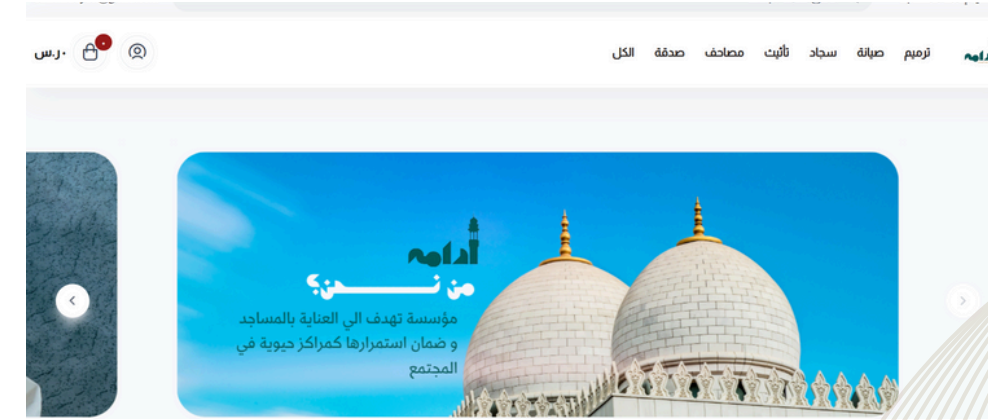 ترميم صيانة سجاد تأثيث مصاحف صدقة الكل
٠
٠ ر.س
أدامه
من نحن؟
مؤسسة تهدف الي العناية بالمساجد
و ضمان استمرارها كمراكز حيوية في
المجتمع